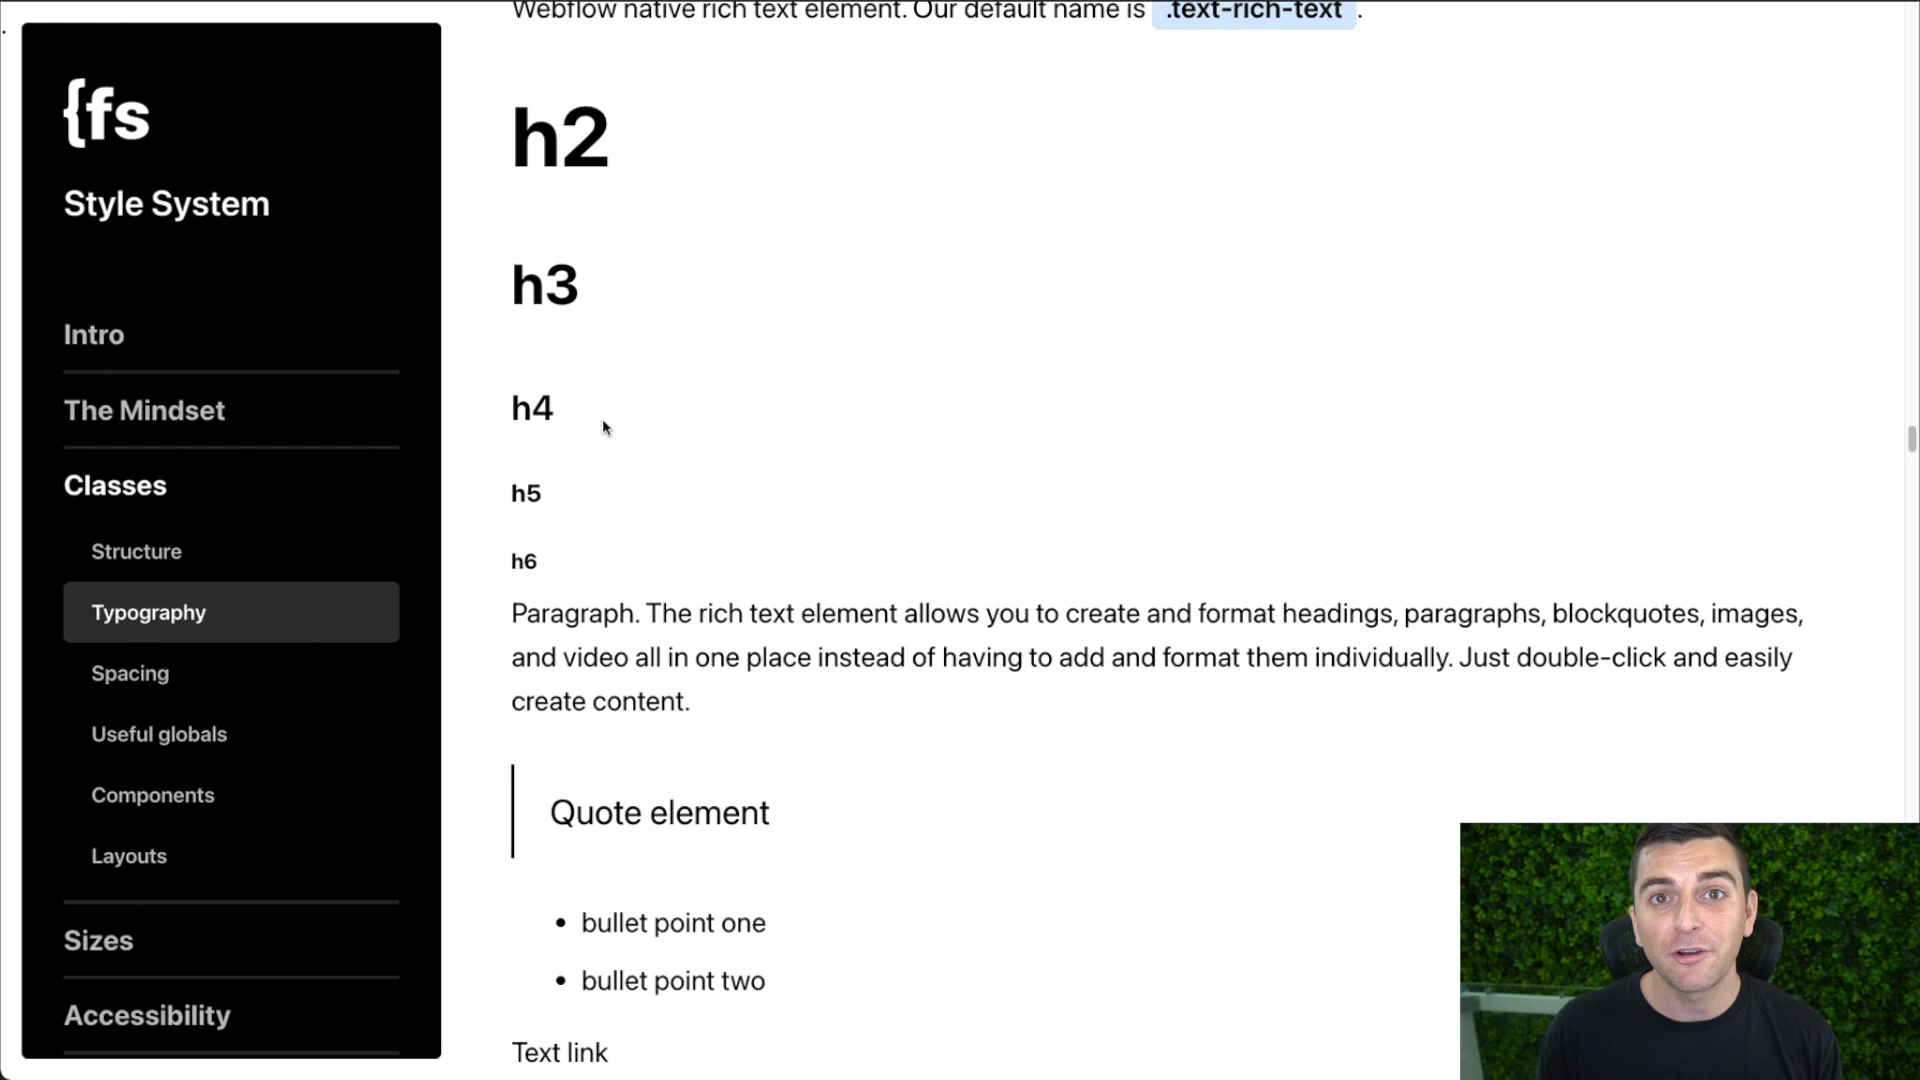 {fs
Style System
Intro
The Mindset
Classes
Structure
Typography
Spacing
Useful globals
Components
Layouts
Sizes
Accessibility
Webflow native rich text element. Our default name is .text-rich-text .
h2
h3
h4
h5
h6
Paragraph. The rich text element allows you to create and format headings, paragraphs, blockquotes, images,
and video all in one place instead of having to add and format them individually. Just double-click and easily
create content.
Quote element
• bullet point one
• bullet point two
Text link